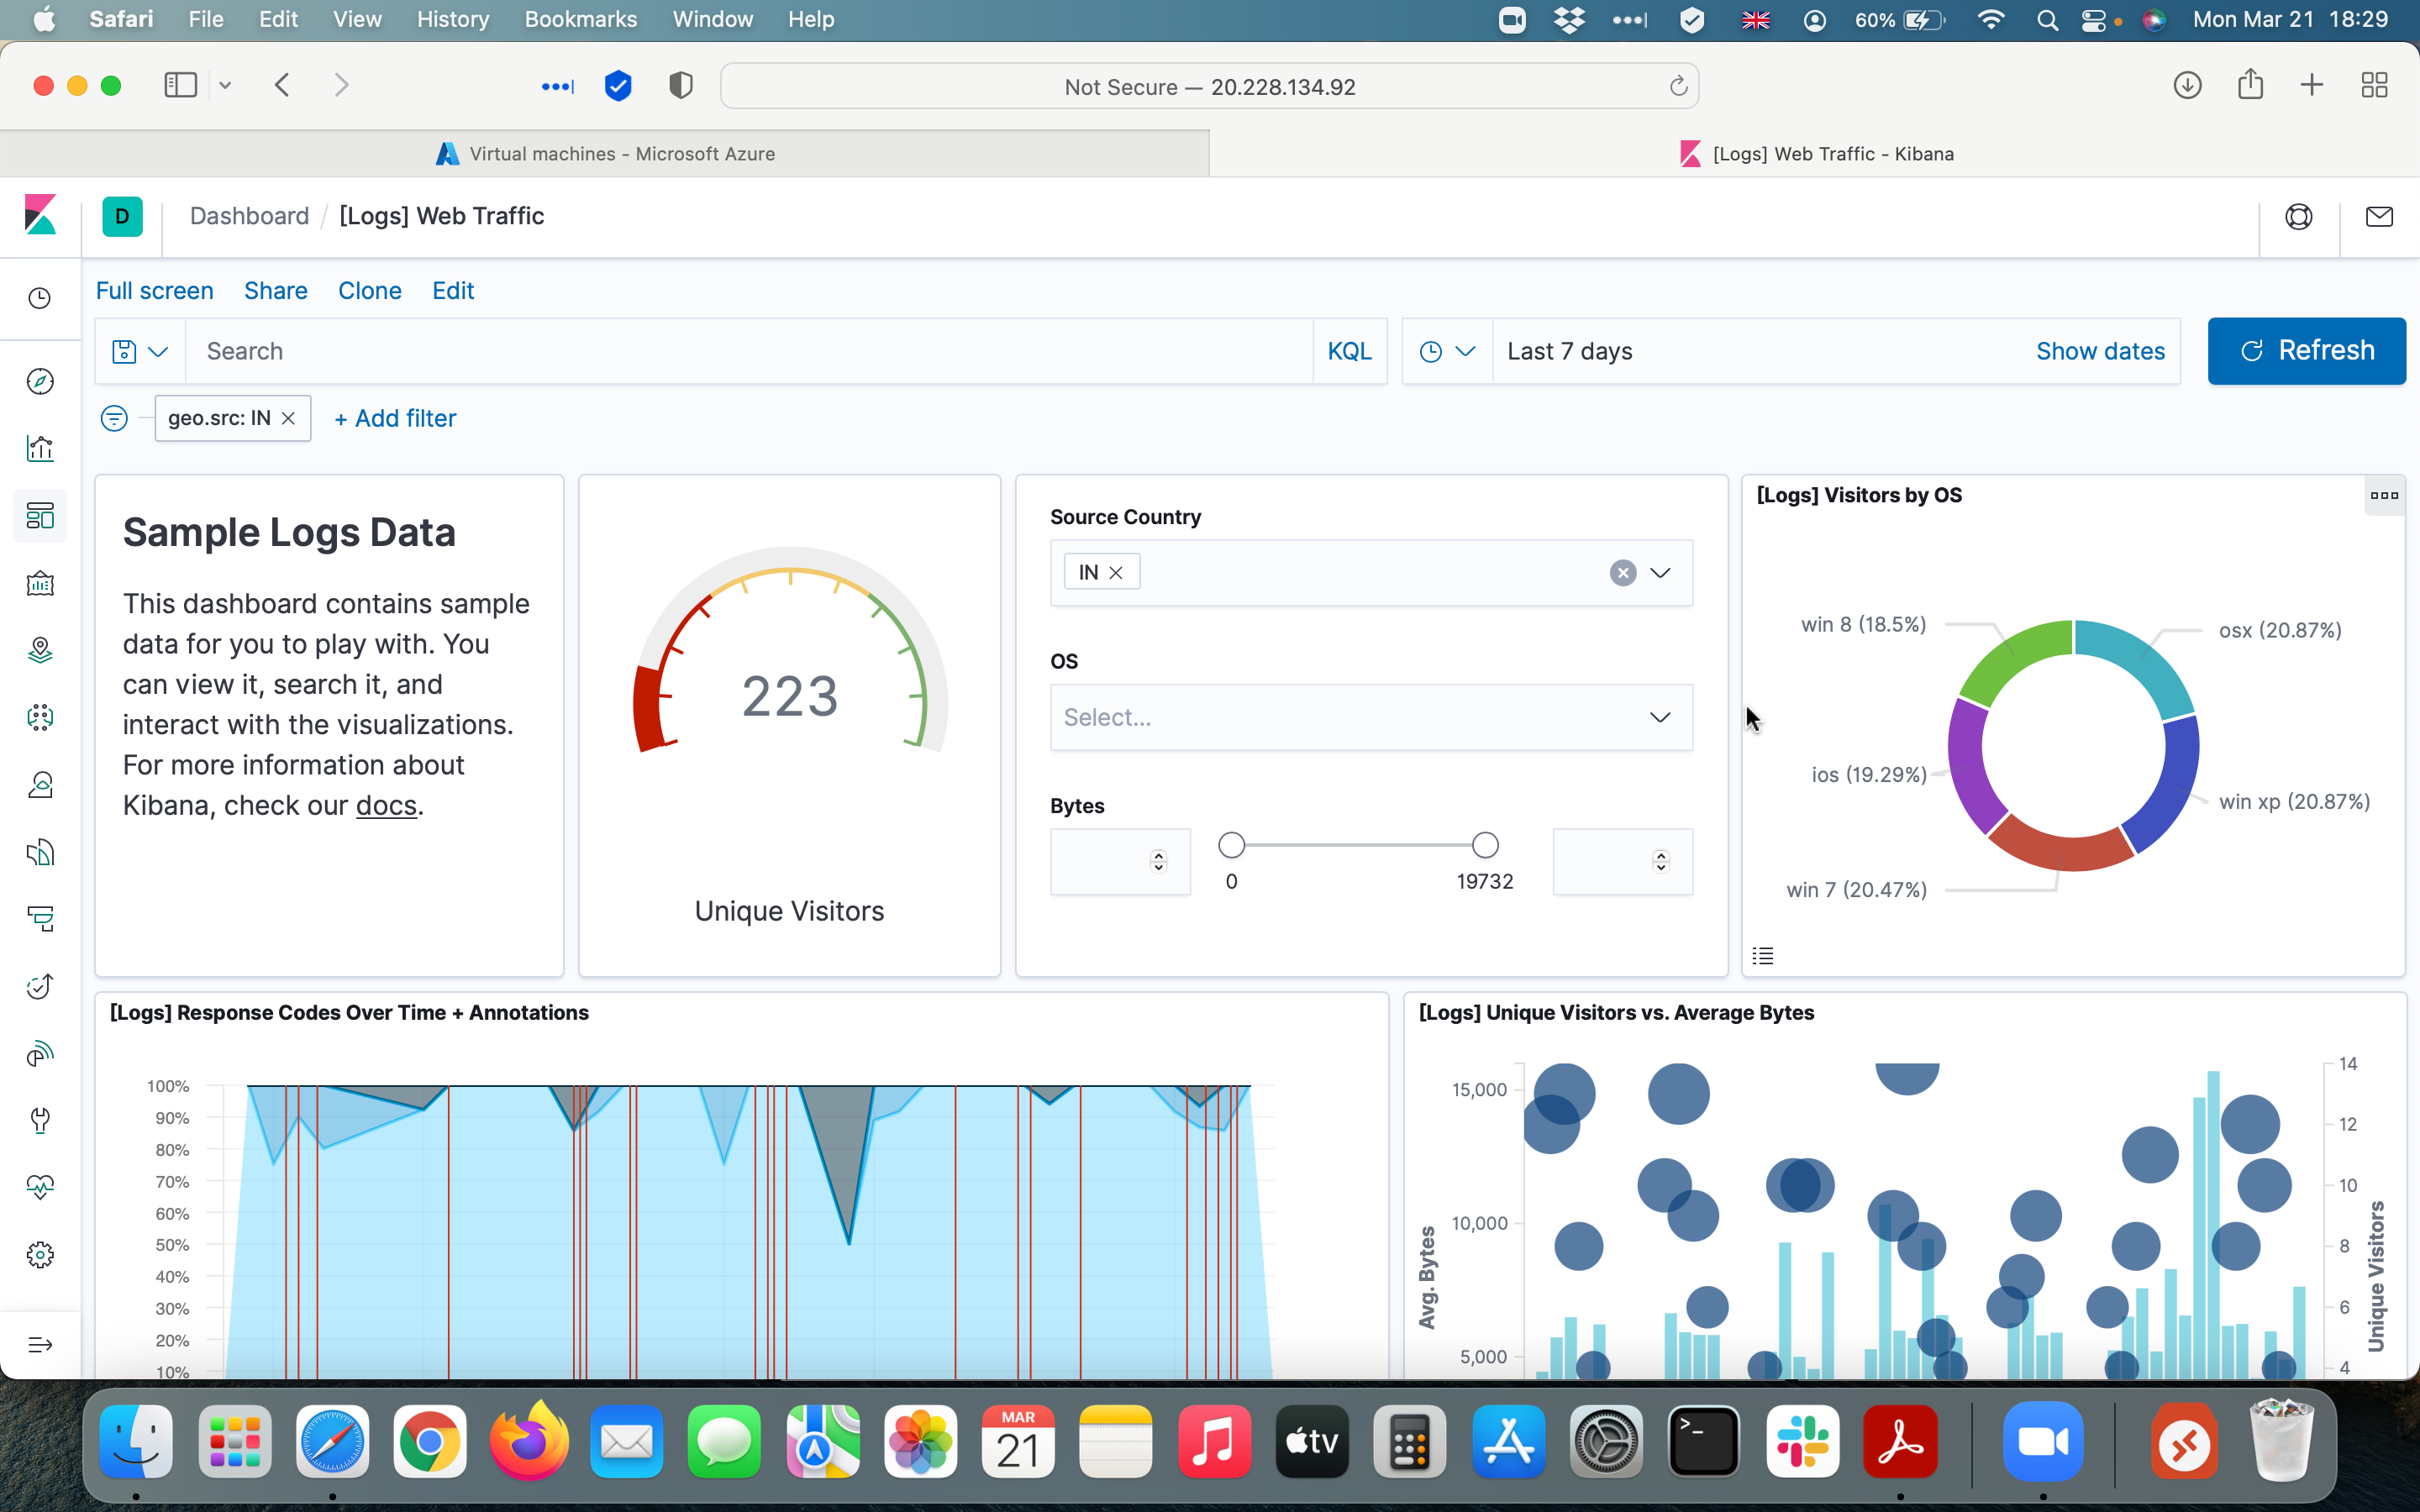 Safari File Edit View History Bookmarks Window Help 60% Mon Mar 21 18:29
Not Secure — 20.228.134.92
Virtual machines - Microsoft Azure
[Logs] Web Traffic - Kibana
D Dashboard / [Logs] Web Traffic
Full screen Share Clone Edit
Search KQL Last 7 days Show dates Refresh
geo.src: IN + Add filter
Sample Logs Data
This dashboard contains sample
data for you to play with. You
can view it, search it, and
interact with the visualizations.
For more information about
Kibana, check our docs.
223
Unique Visitors
Source Country
IN
OS
Select...
Bytes
0 19732
[Logs] Visitors by OS
win 8 (18.5%)
osx (20.87%)
ios (19.29%)
win xp (20.87%)
win 7 (20.47%)
[Logs] Response Codes Over Time + Annotations
100%
90%
80%
70%
60%
50%
40%
30%
20%
10%
[Logs] Unique Visitors vs. Average Bytes
15,000
10,000
5,000
Avg. Bytes
14
12
10
8
6
4
Unique Visitors
MAR
21
tv
>_